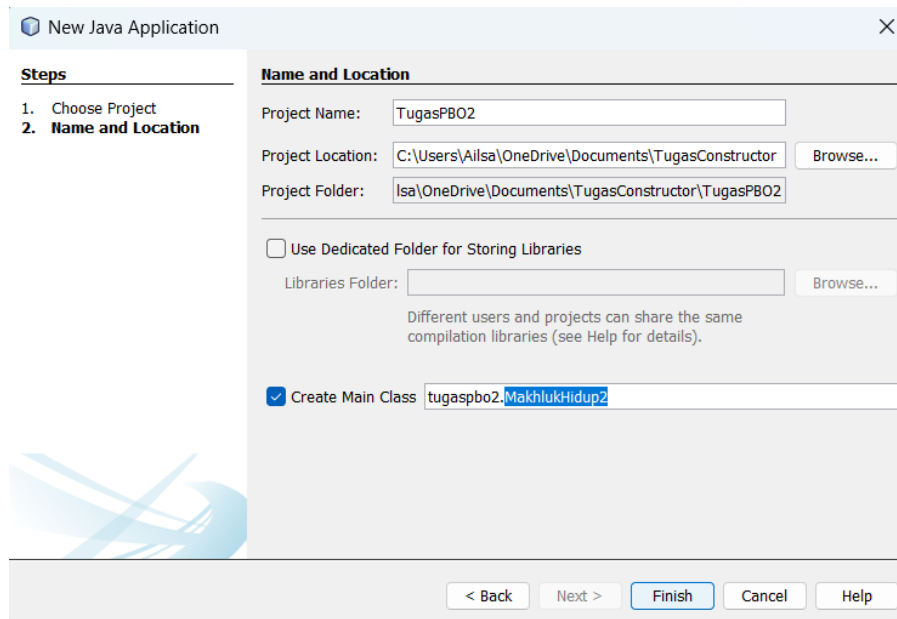 New Java Application
Steps
1. Choose Project
2. Name and Location
Name and Location
Project Name: TugasPBO2
Project Location: C:\Users\Ailsa\OneDrive\Documents\TugasConstructor Browse...
Project Folder: lsa\OneDrive\Documents\TugasConstructor\TugasPBO2
Use Dedicated Folder for Storing Libraries
Libraries Folder: Browse...
Different users and projects can share the same
compilation libraries (see Help for details).
Create Main Class tugaspbo2.MakhlukHidup2
< Back Next > Finish Cancel Help